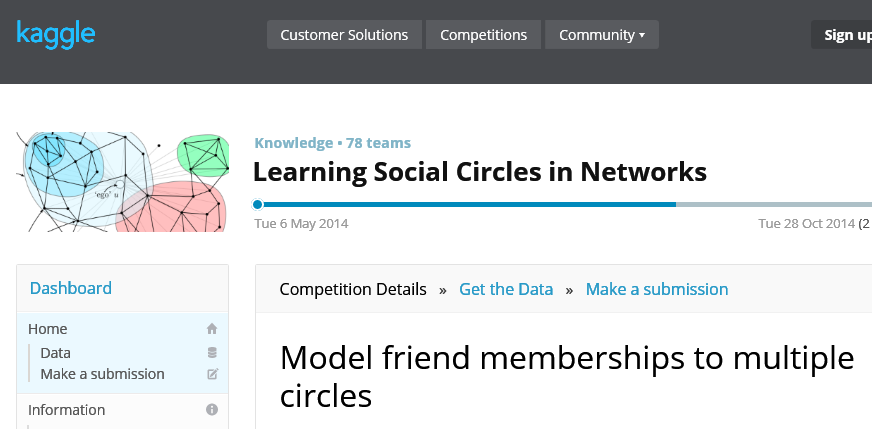 kaggle
Customer Solutions
Competitions
Community ▾
Sign up
'ego' u
Knowledge • 78 teams
Learning Social Circles in Networks
Tue 6 May 2014
Tue 28 Oct 2014 (2
Dashboard
Competition Details » Get the Data » Make a submission
Home
Data
Make a submission
Information
Model friend memberships to multiple
circles